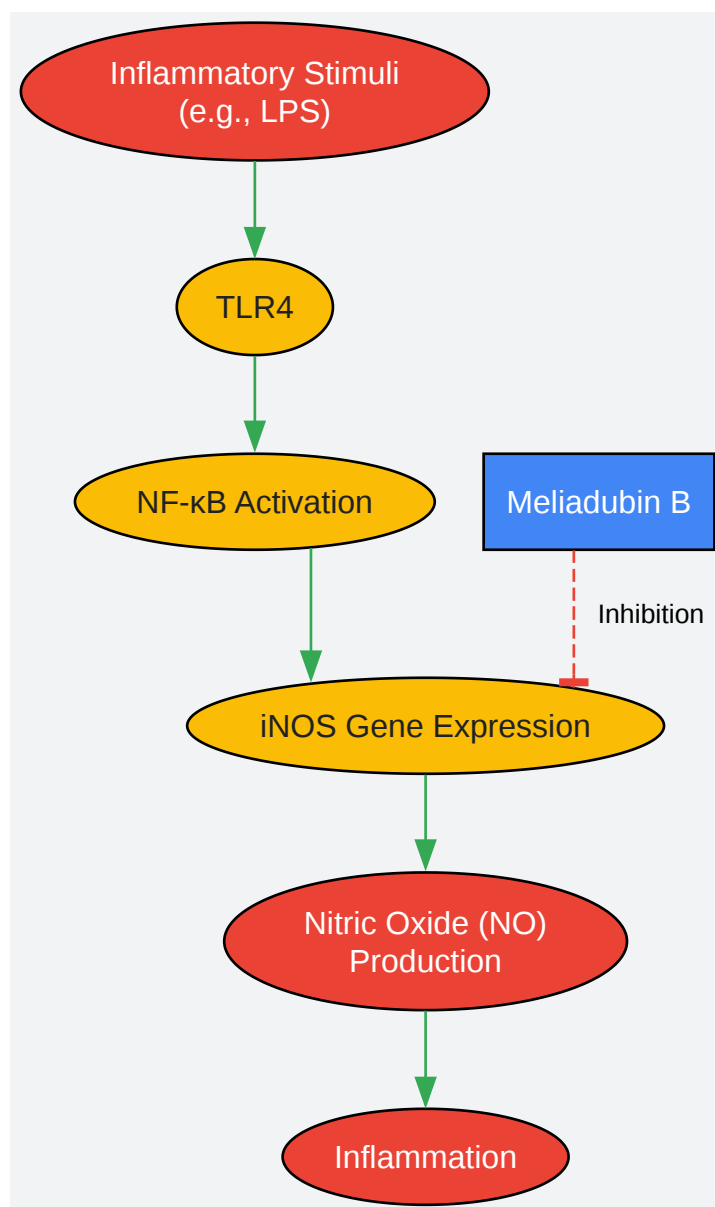 Inflammatory Stimuli
(e.g., LPS)
TLR4
NF-κB Activation
Meliadubin B
Inhibition
iNOS Gene Expression
Nitric Oxide (NO)
Production
Inflammation